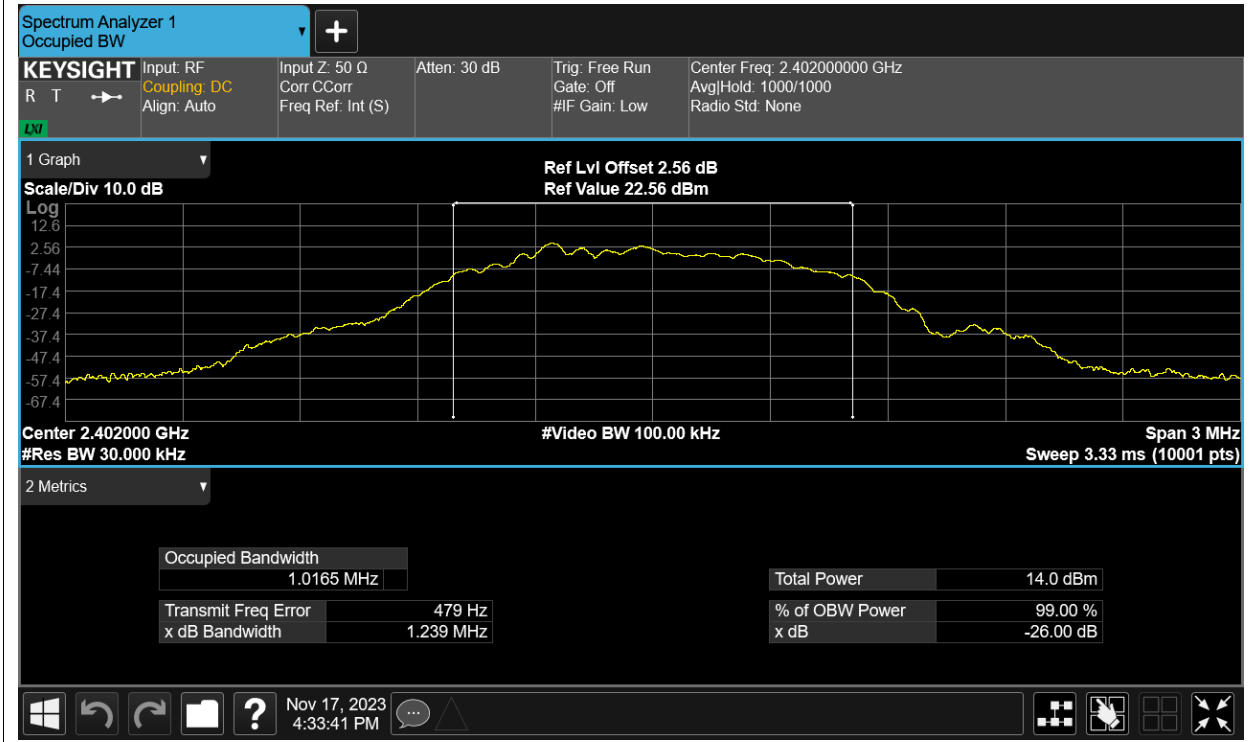 Spectrum Analyzer 1
Occupied BW
KEYSIGHT Input: RF Input Z: 50 Ω Atten: 30 dB Trig: Free Run Center Freq: 2.402000000 GHz
R T Coupling: DC Corr CCorr Gate: Off Avg|Hold: 1000/1000
Align: Auto Freq Ref: Int (S) #IF Gain: Low Radio Std: None
LXI
1 Graph
Ref Lvl Offset 2.56 dB
Scale/Div 10.0 dB Ref Value 22.56 dBm
Log
12.6
2.56
-7.44
-17.4
-27.4
-37.4
-47.4
-57.4
-67.4
Center 2.402000 GHz #Video BW 100.00 kHz Span 3 MHz
#Res BW 30.000 kHz Sweep 3.33 ms (10001 pts)
2 Metrics
Occupied Bandwidth
1.0165 MHz Total Power 14.0 dBm
Transmit Freq Error 479 Hz % of OBW Power 99.00 %
x dB Bandwidth 1.239 MHz x dB -26.00 dB
? Nov 17, 2023
4:33:41 PM